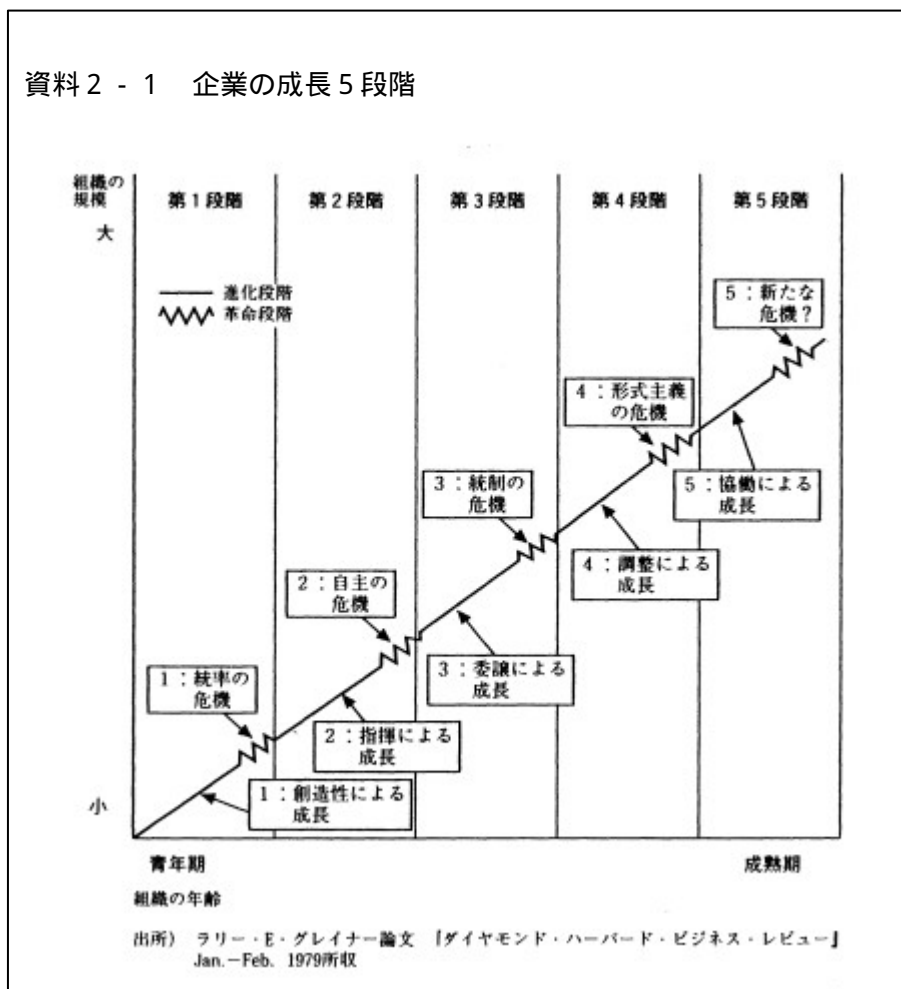 資料2-1 企業の成長5段階
組織の
規模
大
第1段階
第2段階
第3段階
第4段階
第5段階
進化段階
革命段階
5:新たな
危機?
4:形式主義
の危機
3:統制の
危機
5:協働による
成長
2:自主の
危機
4:調整による
成長
1:統率の
危機
3:委譲による
成長
2:指揮による
成長
1:創造性による
成長
小
青年期
成熟期
組織の年齢
出所) ラリー・E・グレイナー論文 『ダイヤモンド・ハーバード・ビジネス・レビュー』
Jan.-Feb. 1979所収